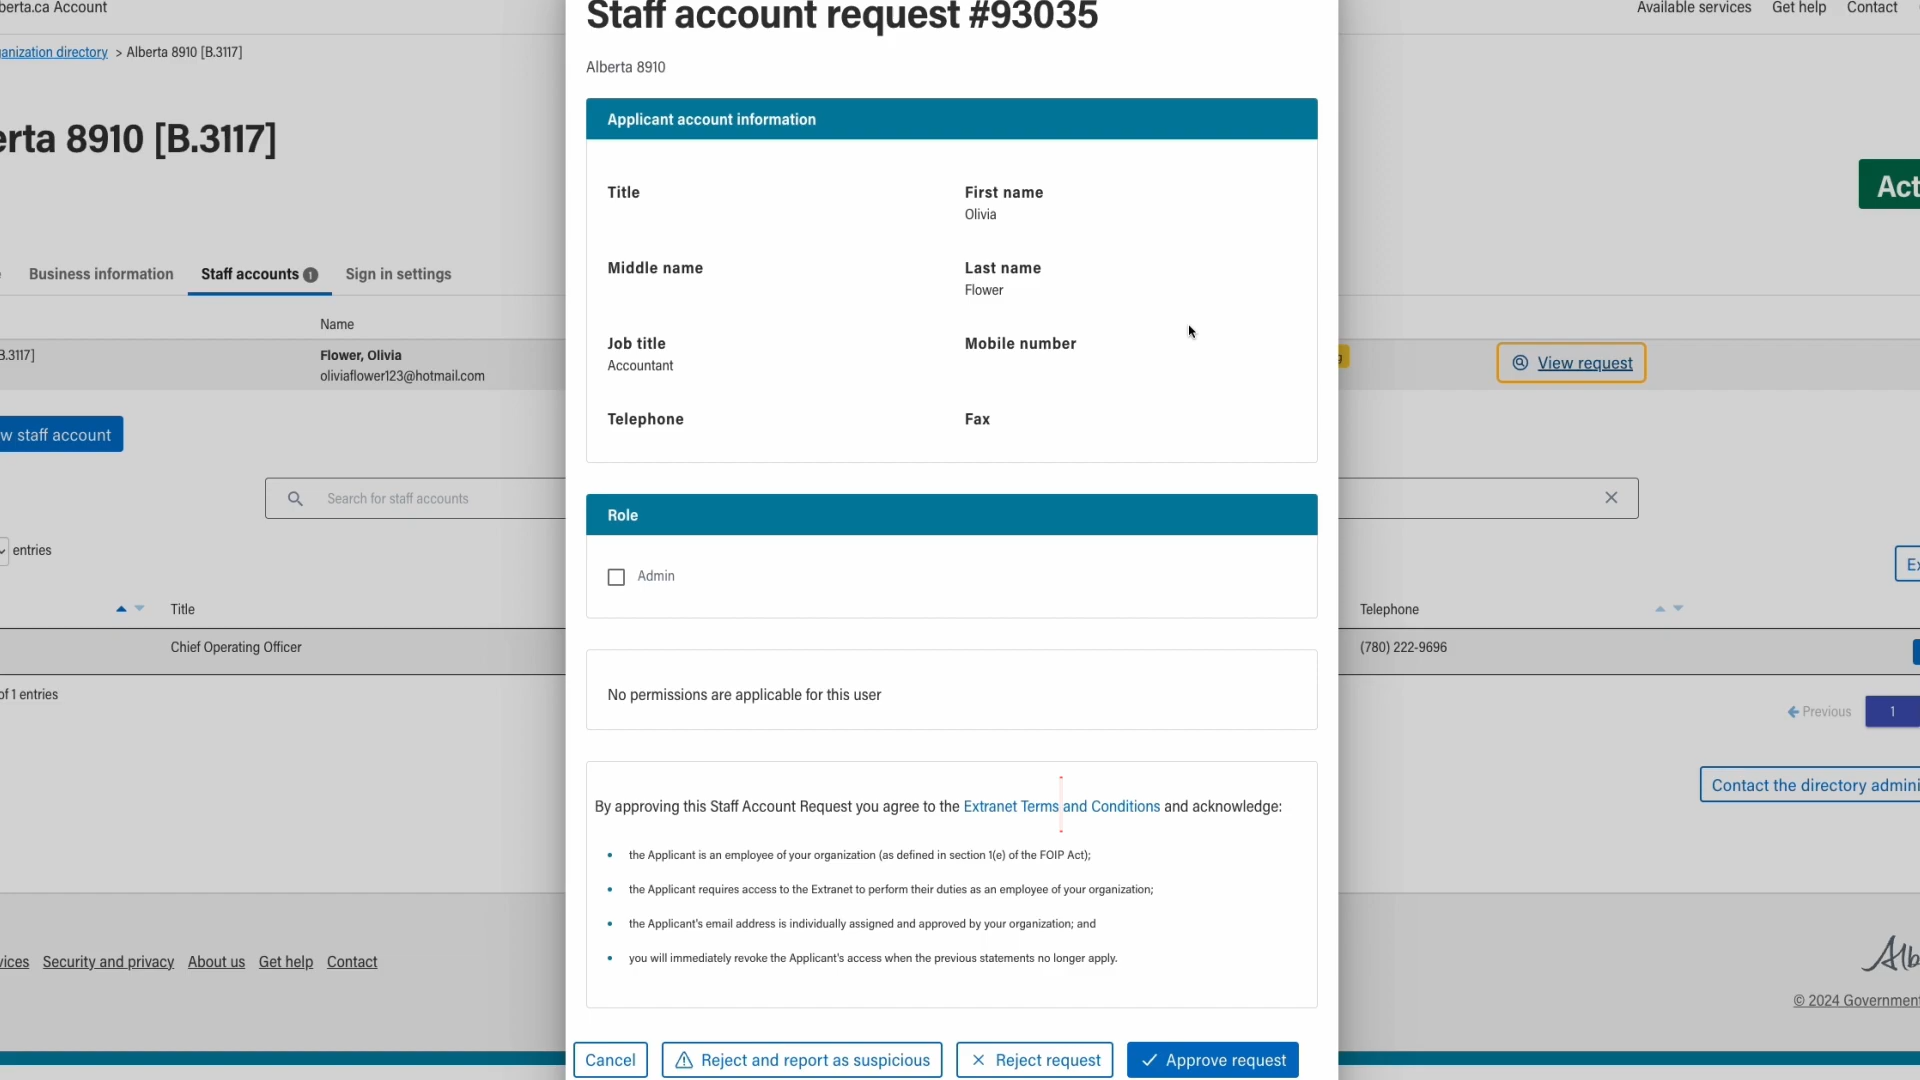 berta.ca Account
Available services Get help Contact
anization directory > Alberta 8910 [B.3117]
erta 8910 [B.3117]
Act
Business information Staff accounts 1 Sign in settings
Name
B.3117] Flower, Olivia
oliviaflower123@hotmail.com
View request
w staff account
Search for staff accounts
entries
Ex
Title Telephone
Chief Operating Officer (780) 222-9696
of 1 entries
Previous 1
Contact the directory admini
vices Security and privacy About us Get help Contact
Alb
© 2024 Government
Staff account request #93035
Alberta 8910
Applicant account information
Title First name
Olivia
Middle name Last name
Flower
Job title Mobile number
Accountant
Telephone Fax
Role
Admin
No permissions are applicable for this user
By approving this Staff Account Request you agree to the Extranet Terms and Conditions and acknowledge:
• the Applicant is an employee of your organization (as defined in section 1(e) of the FOIP Act);
• the Applicant requires access to the Extranet to perform their duties as an employee of your organization;
• the Applicant's email address is individually assigned and approved by your organization; and
• you will immediately revoke the Applicant's access when the previous statements no longer apply.
Cancel Reject and report as suspicious Reject request Approve request